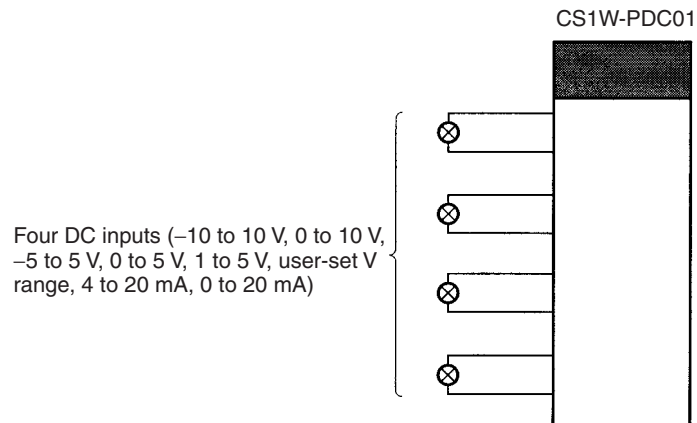 CS1W-PDC01
Four DC inputs (–10 to 10 V, 0 to 10 V,
–5 to 5 V, 0 to 5 V, 1 to 5 V, user-set V
range, 4 to 20 mA, 0 to 20 mA)